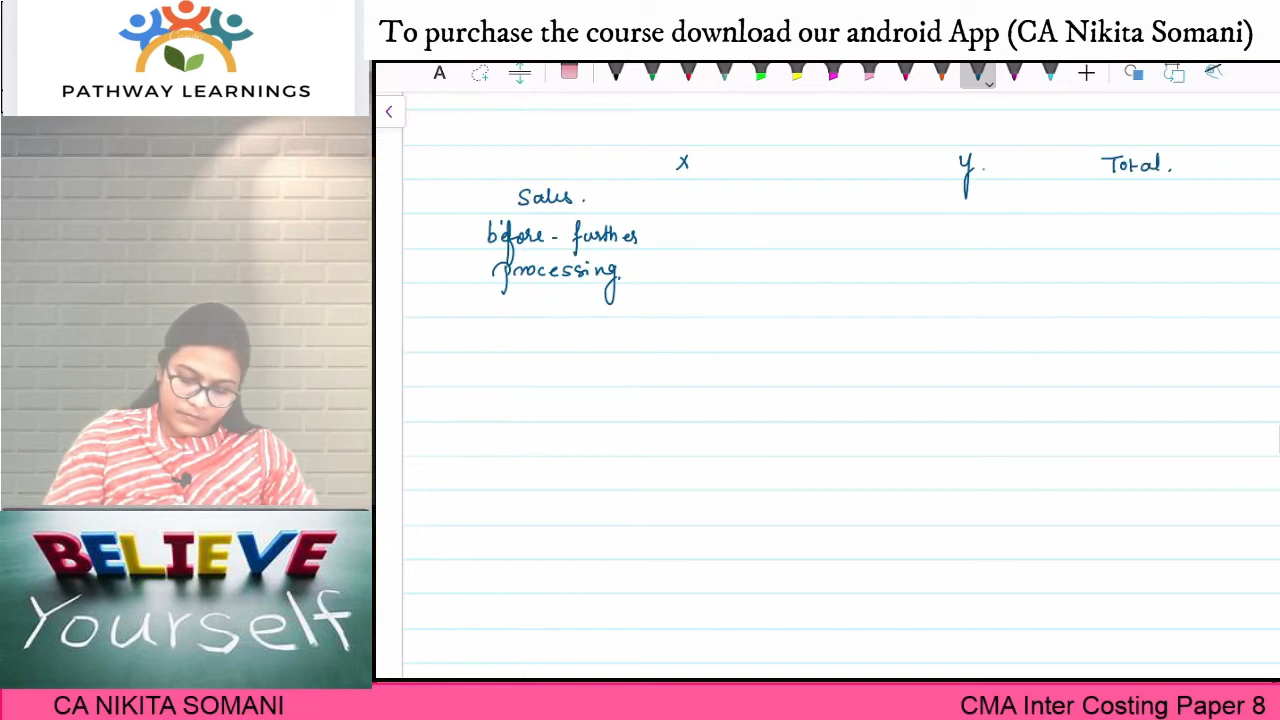 To purchase the course download our android App (CA Nikita Somani)
PATHWAY LEARNINGS
A
x y. Total.
Sales.
before - further
processing.
BELIEVE
Yourself
CA NIKITA SOMANI
CMA Inter Costing Paper 8